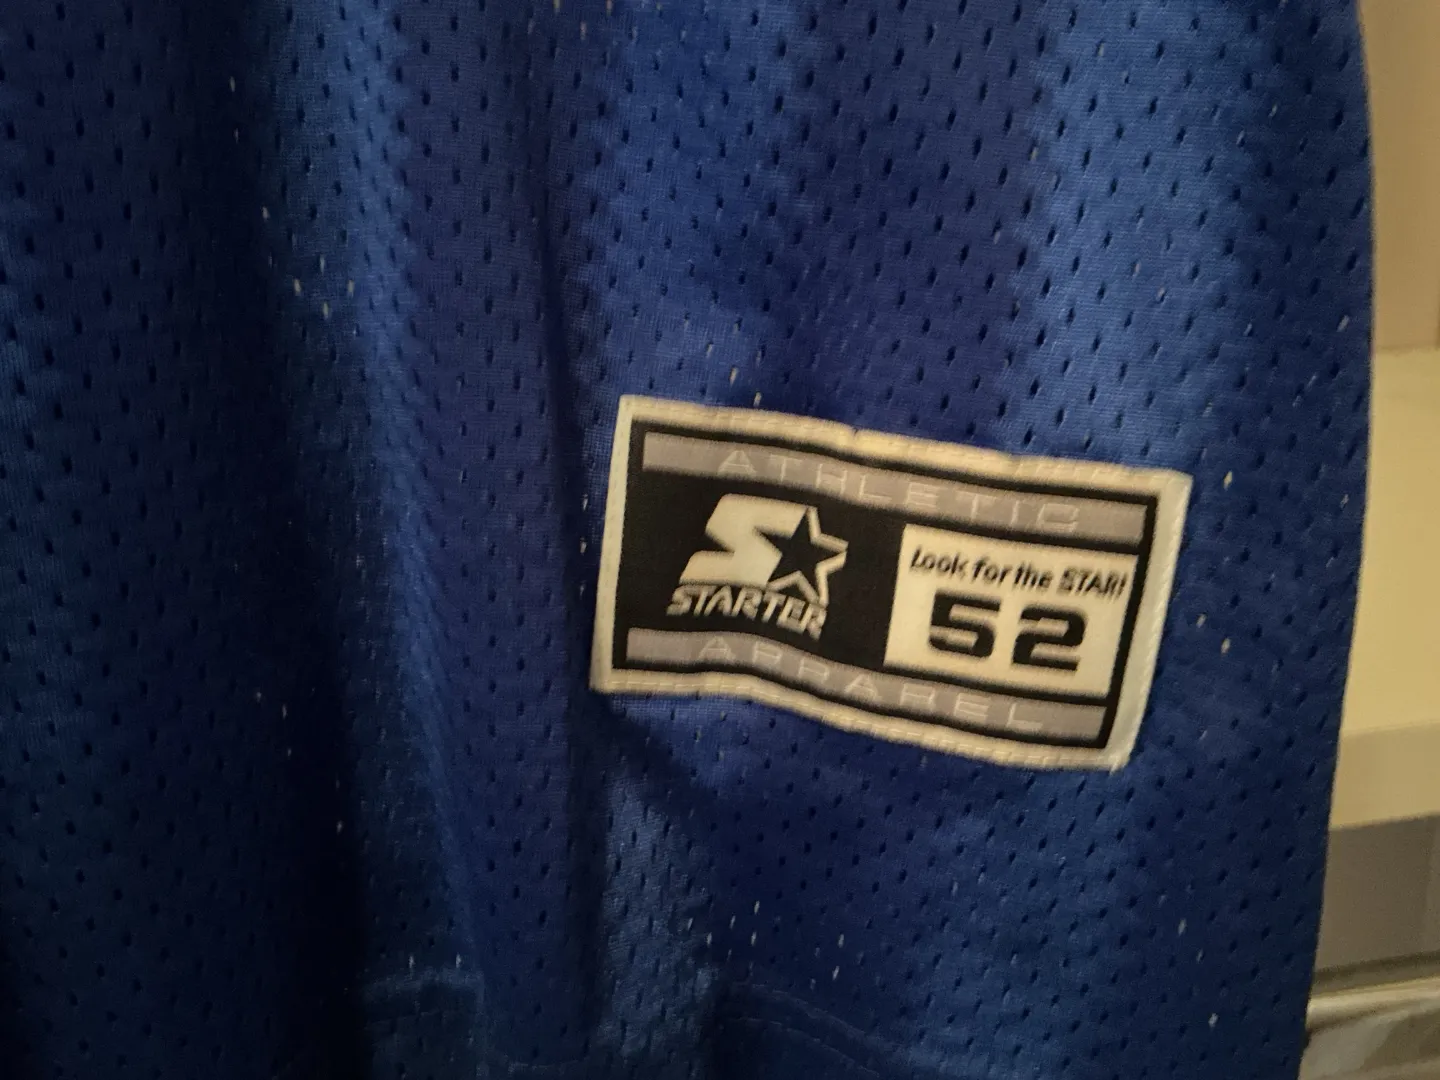 ATHLETIC
STARTER
Look for the STAR!
52
APPAREL